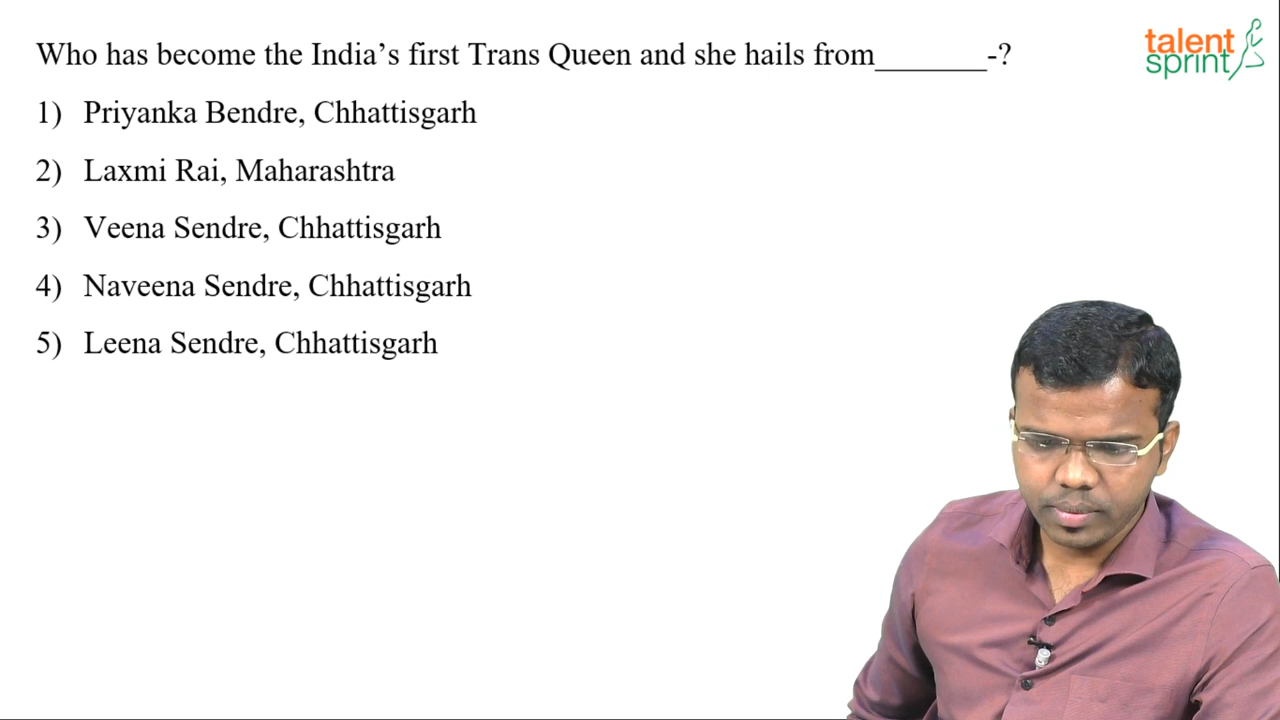 Who has become the India’s first Trans Queen and she hails from_______-?
talent
sprint
1) Priyanka Bendre, Chhattisgarh
2) Laxmi Rai, Maharashtra
3) Veena Sendre, Chhattisgarh
4) Naveena Sendre, Chhattisgarh
5) Leena Sendre, Chhattisgarh